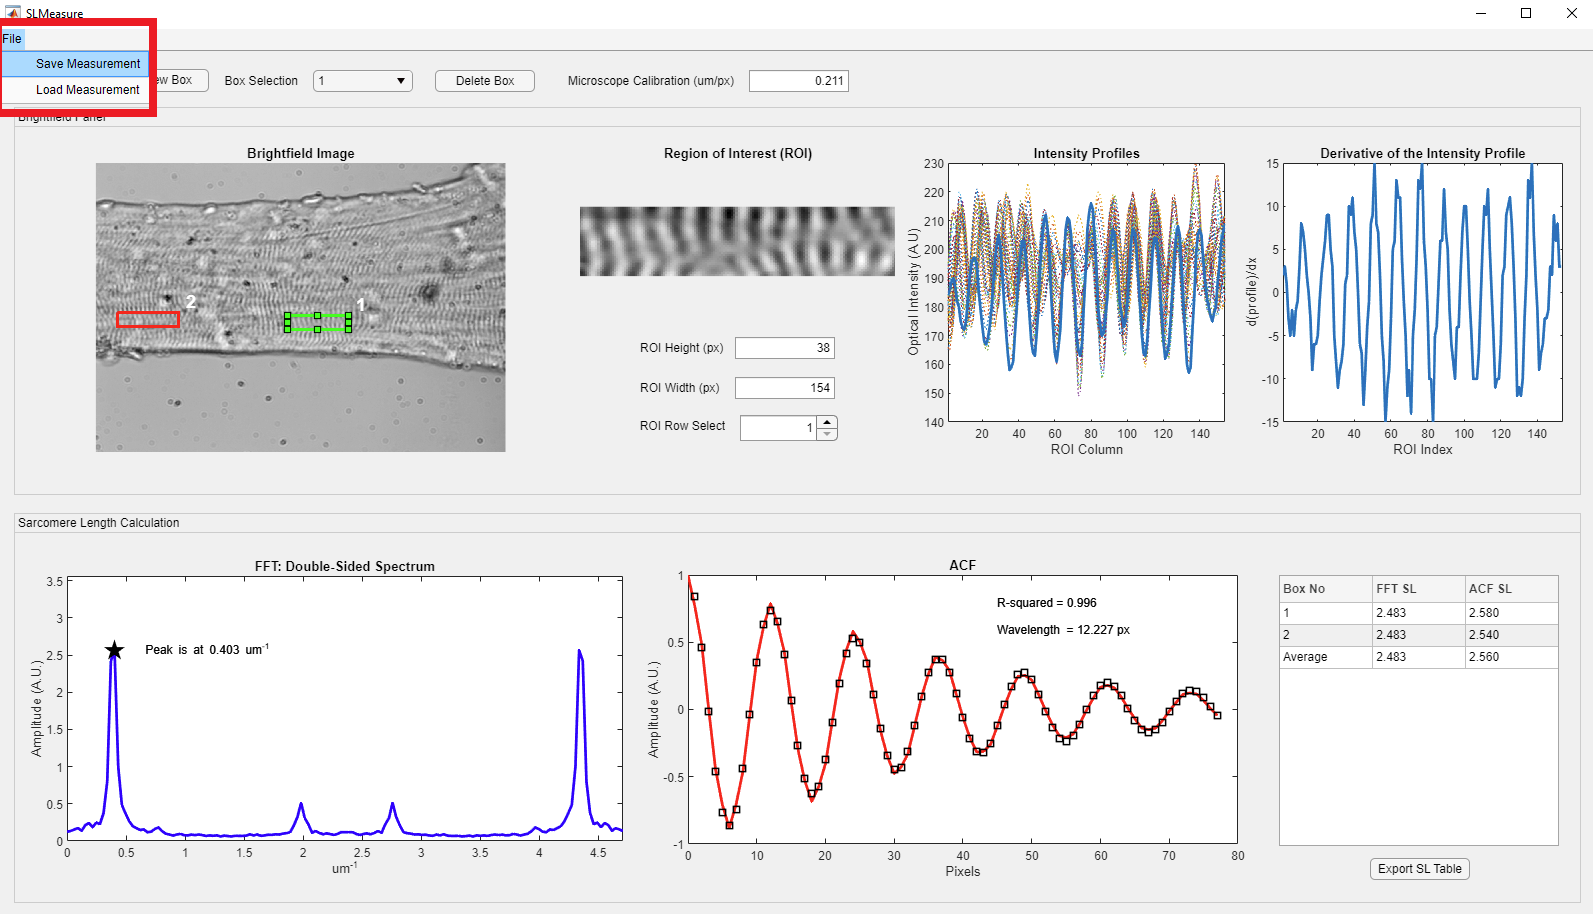 SLMeasure
File
Save Measurement
Load Measurement
ew Box
Box Selection
1
Delete Box
Microscope Calibration (um/px)
0.211
Brightfield Panel
Brightfield Image
2
1
Region of Interest (ROI)
ROI Height (px)
38
ROI Width (px)
154
ROI Row Select
1
Intensity Profiles
Optical Intensity (A.U)
230
220
210
200
190
180
170
160
150
140
20 40 60 80 100 120 140
ROI Column
Derivative of the Intensity Profile
d(profile)/dx
15
10
5
0
-5
-10
-15
20 40 60 80 100 120 140
ROI Index
Sarcomere Length Calculation
FFT: Double-Sided Spectrum
Amplitude (A.U.)
3.5
3
2.5
2
1.5
1
0.5
0
Peak is at 0.403 um⁻¹
0 0.5 1 1.5 2 2.5 3 3.5 4 4.5
um⁻¹
ACF
Amplitude (A.U.)
1
0.5
0
-0.5
-1
R-squared = 0.996
Wavelength = 12.227 px
0 10 20 30 40 50 60 70 80
Pixels
Box No FFT SL ACF SL
1 2.483 2.580
2 2.483 2.540
Average 2.483 2.560
Export SL Table